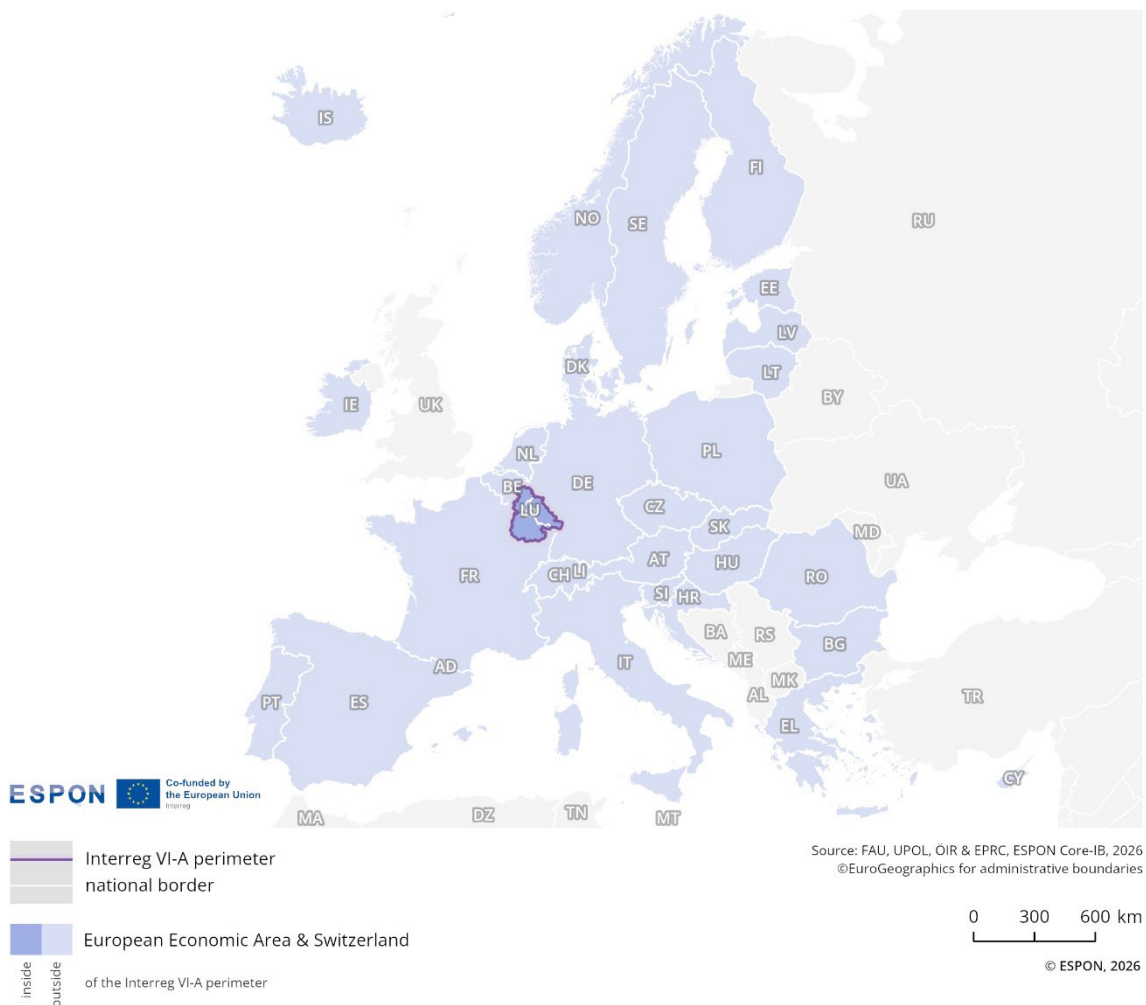 IS
FI
NO
SE
RU
EE
LV
DK
LT
IE
UK
BY
NL
PL
BE
DE
UA
LU
CZ
SK
MD
AT
HU
FR
CH
LI
RO
SI
HR
BA
RS
BG
IT
ME
AD
MK
AL
PT
ES
TR
EL
CY
MA
DZ
TN
MT
ESPON
Co-funded by
the European Union
Interreg
Interreg VI-A perimeter
national border
European Economic Area & Switzerland
inside
outside
of the Interreg VI-A perimeter
Source: FAU, UPOL, ÖIR & EPRC, ESPON Core-IB, 2026
©EuroGeographics for administrative boundaries
0 300 600 km
© ESPON, 2026